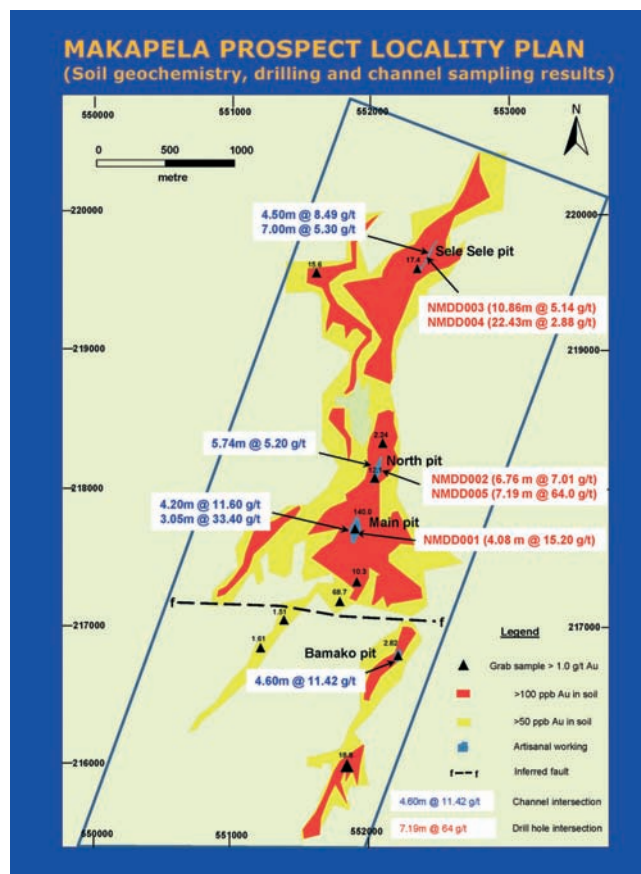 MAKAPELA PROSPECT LOCALITY PLAN
(Soil geochemistry, drilling and channel sampling results)
550000
551000
552000
553000
N
0 500 1000
metre
220000
220000
4.50m @ 8.49 g/t
7.00m @ 5.30 g/t
Sele Sele pit
15.6
17.4
NMDD003 (10.86m @ 5.14 g/t)
NMDD004 (22.43m @ 2.88 g/t)
219000
219000
5.74m @ 5.20 g/t
2.24
North pit
NMDD002 (6.76 m @ 7.01 g/t)
NMDD005 (7.19 m @ 64.0 g/t)
218000
4.20m @ 11.60 g/t
3.05m @ 33.40 g/t
140.0
Main pit
NMDD001 (4.08 m @ 15.20 g/t)
10.3
68.7
f
f
1.51
217000
217000
1.01
2.82
Bamako pit
4.60m @ 11.42 g/t
Legend
Grab sample > 1.0 g/t Au
>100 ppb Au in soil
>50 ppb Au in soil
Artisanal working
f f Inferred fault
4.60m @ 11.42 g/t Channel intersection
7.19m @ 64 g/t Drill hole intersection
216000
550000
551000
552000